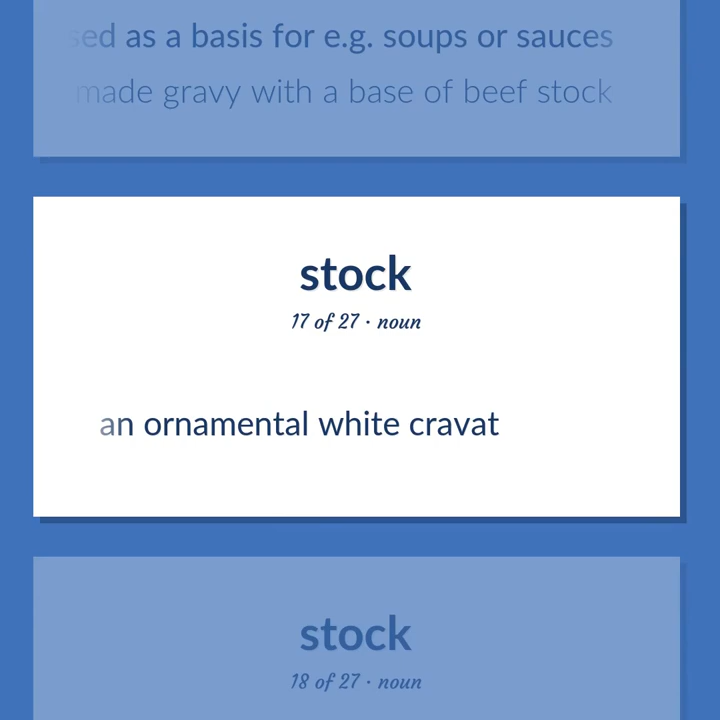 sed as a basis for e.g. soups or sauces
made gravy with a base of beef stock
stock
17 of 27 · noun
an ornamental white cravat
stock
18 of 27 · noun